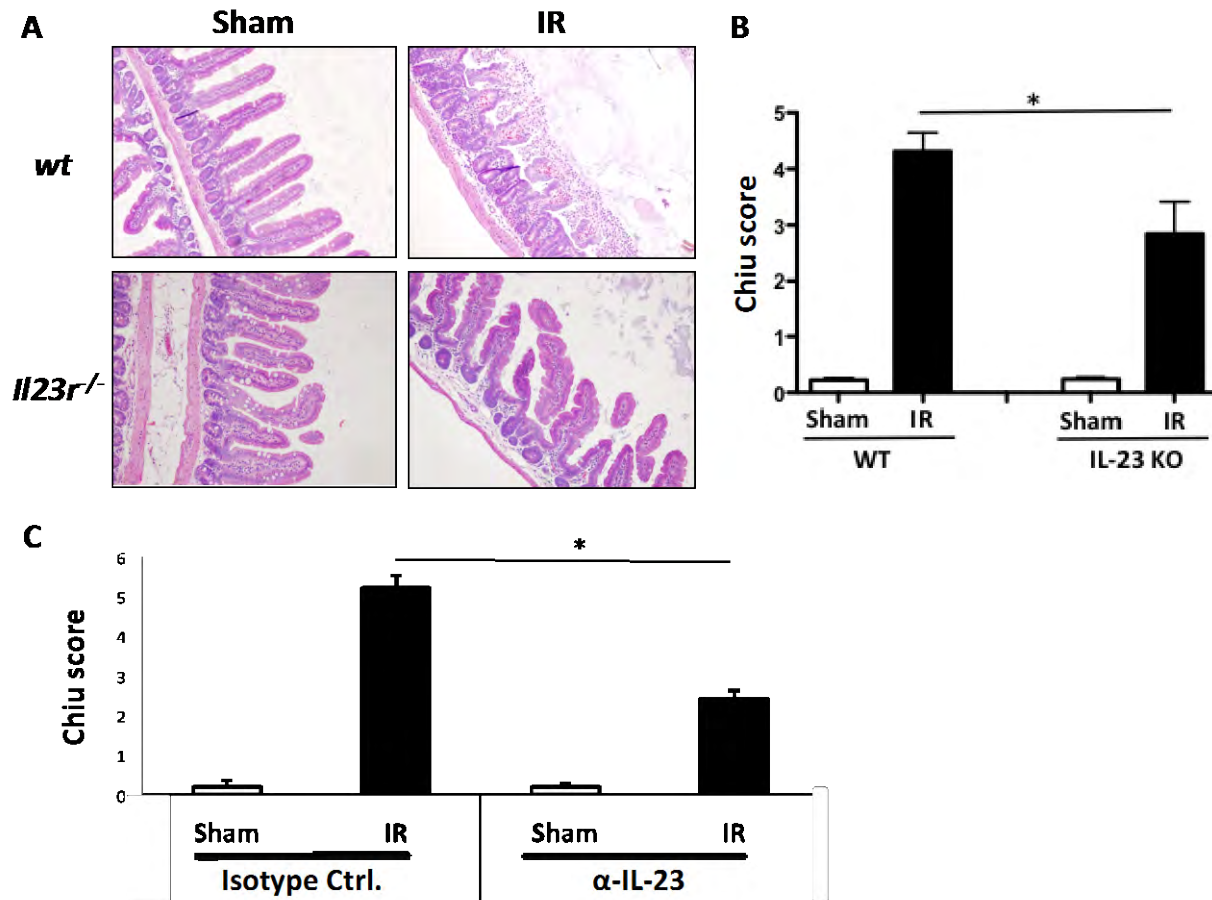 A
Sham
IR
wt
Il23r-/-
B
Chiu score
5
4
3
2
1
0
*
Sham IR Sham IR
WT IL-23 KO
C
Chiu score
6
5
4
3
2
1
0
*
Sham IR Sham IR
Isotype Ctrl. α-IL-23